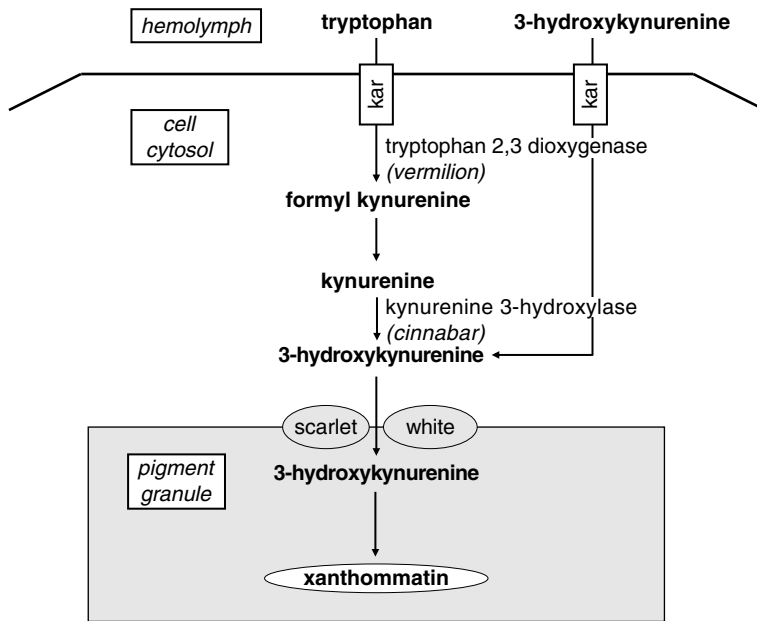 hemolymph
tryptophan
3-hydroxykynurenine
kar
kar
cell
cytosol
tryptophan 2,3 dioxygenase
(vermilion)
formyl kynurenine
kynurenine
kynurenine 3-hydroxylase
(cinnabar)
3-hydroxykynurenine
scarlet
white
pigment
granule
3-hydroxykynurenine
xanthommatin